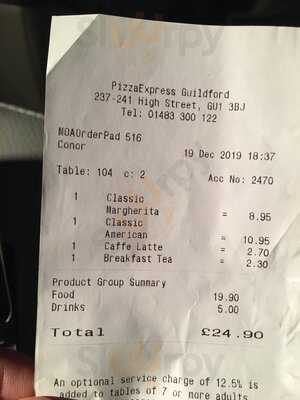 PizzaExpress Guildford
237-241 High Street, GU1 3BJ
Tel: 01483 300 122
MOAOrderPad 516
Conor
19 Dec 2019 18:37
Table: 104 c: 2 Acc No: 2470
1 Classic
Margherita = 8.95
1 Classic
American = 10.95
1 Caffe Latte = 2.70
1 Breakfast Tea = 2.30
Product Group Summary
Food 19.90
Drinks 5.00
Total £24.90
An optional service charge of 12.5% is
added to tables of 7 or more adults